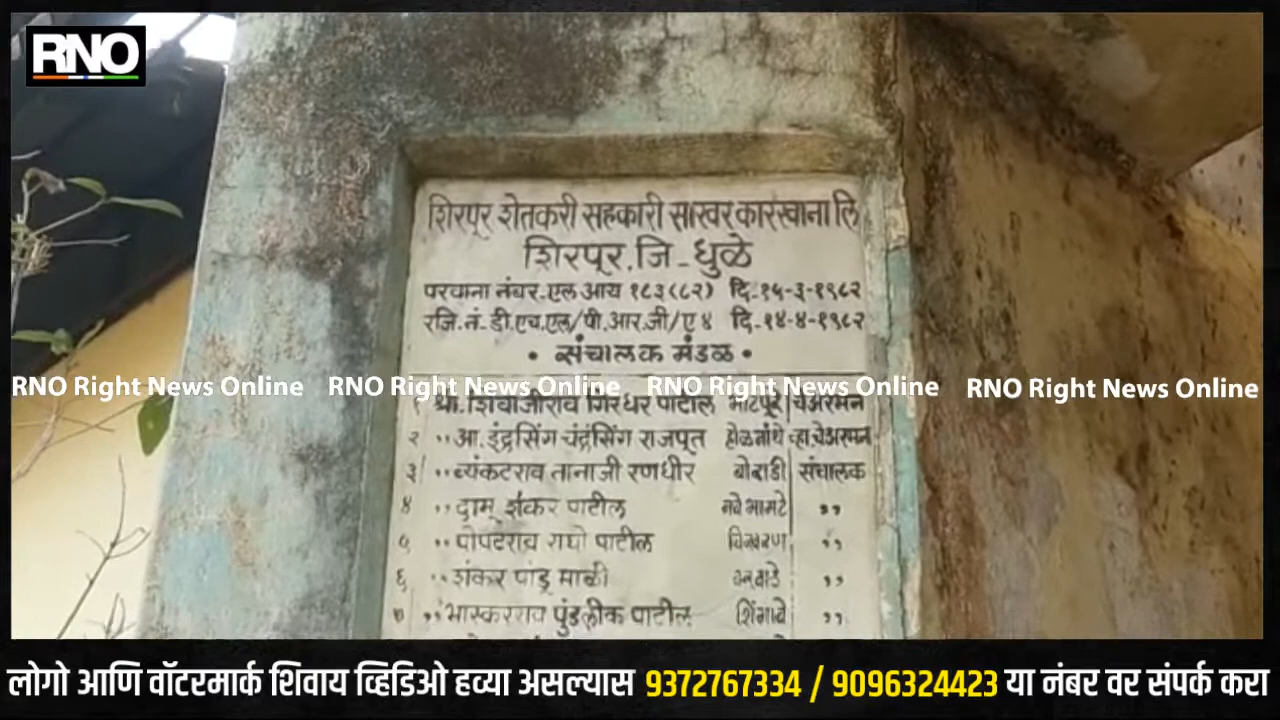 RNO
शिरपूर शेतकरी सहकारी साखर कारखाना लि
शिरपूर. जि - धुळे
परवाना नंबर-एल आय १८३(८२) दि-१५-३-१९८२
रजि. नं- डी.एच.एल/पी.आर.जी/ए ४ दि-१४-४-१९८२
• संचालक मंडळ •
RNO Right News Online RNO Right News Online RNO Right News Online RNO Right News Online
१ श्री. शिवाजीराव गिरधर पाटील भाटपूरे चेअरमन
२ ,, आ. इंद्रसिंग चंद्रसिंग राजपूत होळनांथे व्हा.चेअरमन
३ ,, व्यंकटराव तानाजी रणधीर बोराडी संचालक
४ ,, दामू शंकर पाटील नवे भामटे ,,
५ ,, पोपटराव राघो पाटील विखरण ,,
६ ,, शंकर पांडू माळी ,,
७ ,, भास्करराव पुंडलीक पाटील शिंगावे ,,
लोगो आणि वॉटरमार्क शिवाय व्हिडिओ हव्या असल्यास 9372767334 / 9096324423 या नंबर वर संपर्क करा